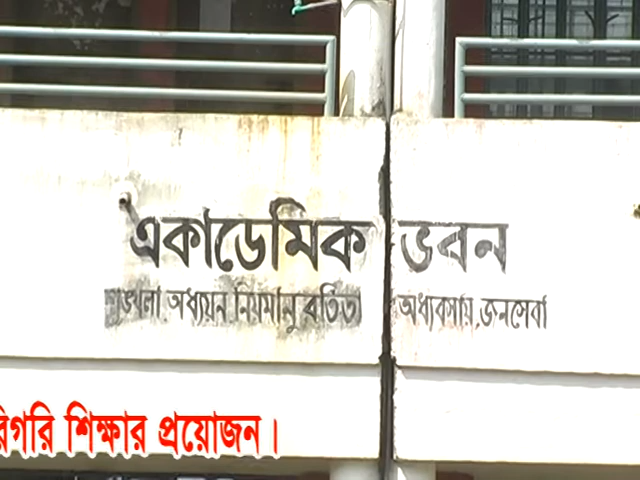 একাডেমিক ভবন
শৃঙ্খলা অধ্যয়ন নিয়মানুবর্তিতা অধ্যবসায়, জনসেবা
রিগরি শিক্ষার প্রয়োজন।